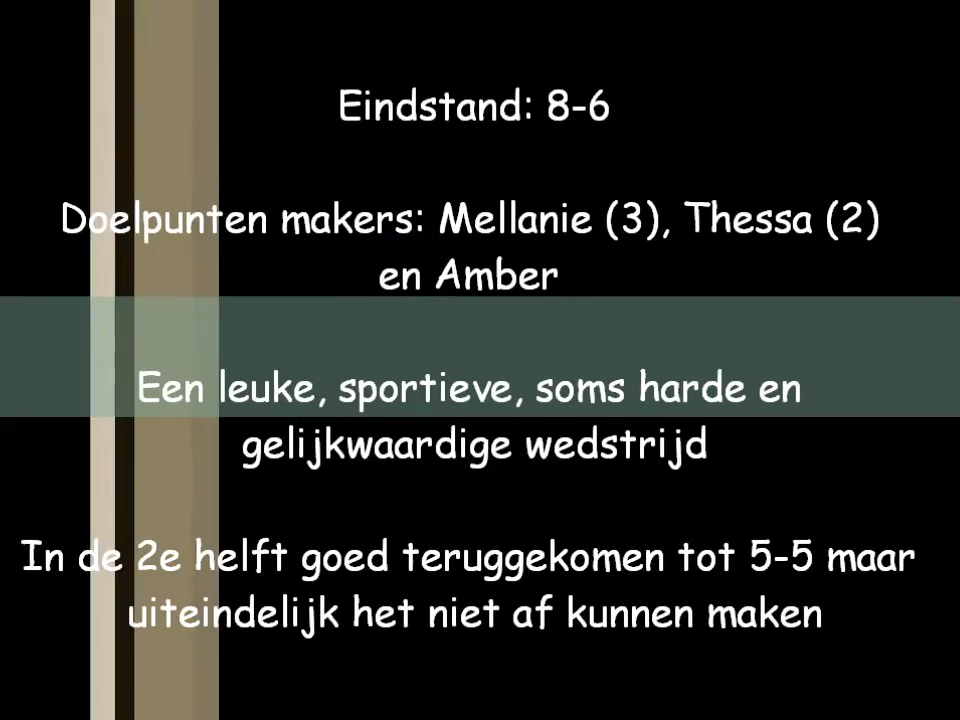 Eindstand: 8-6
Doelpunten makers: Mellanie (3), Thessa (2)
en Amber
Een leuke, sportieve, soms harde en
gelijkwaardige wedstrijd
In de 2e helft goed teruggekomen tot 5-5 maar
uiteindelijk het niet af kunnen maken